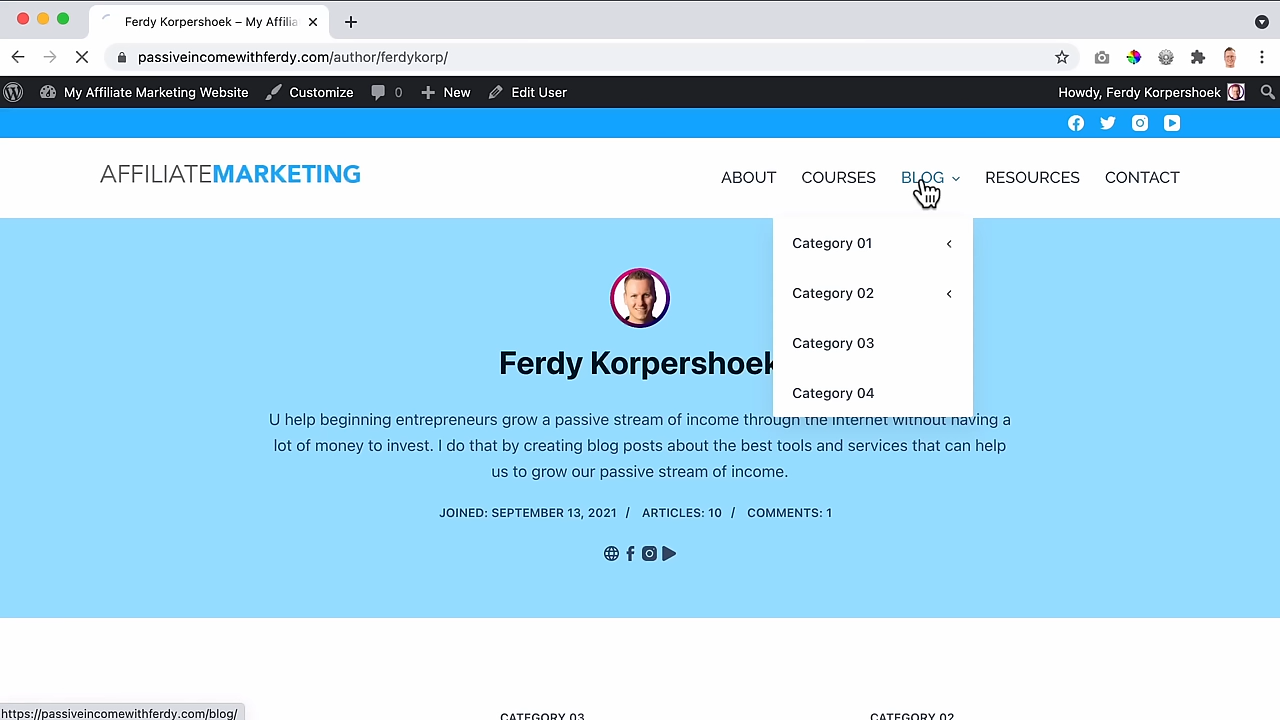 Ferdy Korpershoek – My Affilia
passiveincomewithferdy.com/author/ferdykorp/
My Affiliate Marketing Website Customize 0 New Edit User Howdy, Ferdy Korpershoek
AFFILIATEMARKETING ABOUT COURSES BLOG RESOURCES CONTACT
Category 01
Category 02
Category 03
Category 04
Ferdy Korpershoek
U help beginning entrepreneurs grow a passive stream of income through the internet without having a
lot of money to invest. I do that by creating blog posts about the best tools and services that can help
us to grow our passive stream of income.
JOINED: SEPTEMBER 13, 2021 / ARTICLES: 10 / COMMENTS: 1
CATEGORY 03 CATEGORY 02
https://passiveincomewithferdy.com/blog/